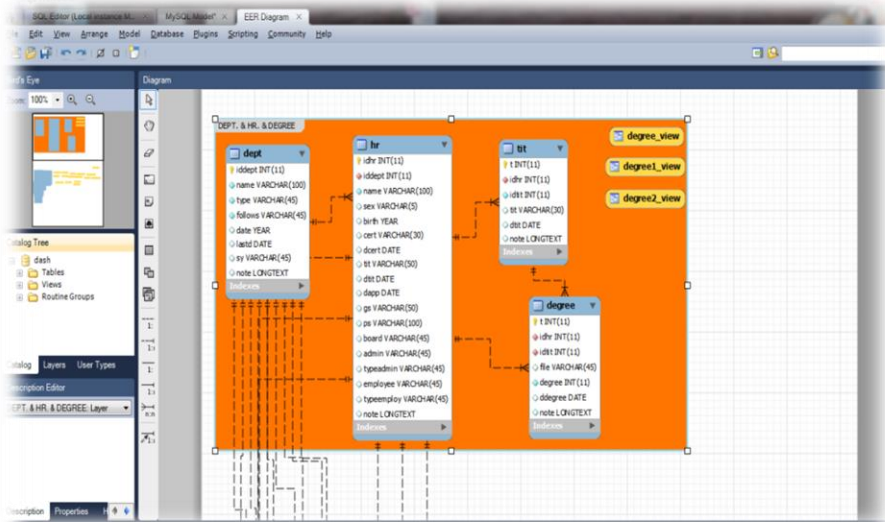 SQL Editor (Local instance M... ×
MySQL Model* ×
EER Diagram ×
Edit View Arrange Model Database Plugins Scripting Community Help
Bird's Eye
Zoom: 100%
Diagram
Catalog Tree
dash
Tables
Views
Routine Groups
Catalog Layers User Types
Description Editor
DEPT. & HR. & DEGREE: Layer
Description Properties H
1:
1:
1:
DEPT. & HR. & DEGREE
dept
iddept INT(11)
name VARCHAR(100)
type VARCHAR(45)
follows VARCHAR(45)
date YEAR
lastd DATE
sy VARCHAR(45)
note LONGTEXT
Indexes
hr
idhr INT(11)
iddept INT(11)
name VARCHAR(100)
sex VARCHAR(5)
birth YEAR
cert VARCHAR(30)
dcert DATE
tit VARCHAR(50)
dtit DATE
dapp DATE
gs VARCHAR(50)
ps VARCHAR(100)
board VARCHAR(45)
admin VARCHAR(45)
typeadmin VARCHAR(45)
employee VARCHAR(45)
typeemploy VARCHAR(45)
note LONGTEXT
Indexes
tit
t INT(11)
idhr INT(11)
idtit INT(11)
tit VARCHAR(30)
dtit DATE
note LONGTEXT
Indexes
degree
t INT(11)
idhr INT(11)
idtit INT(11)
file VARCHAR(45)
degree INT(11)
ddegree DATE
note LONGTEXT
Indexes
degree_view
degree1_view
degree2_view